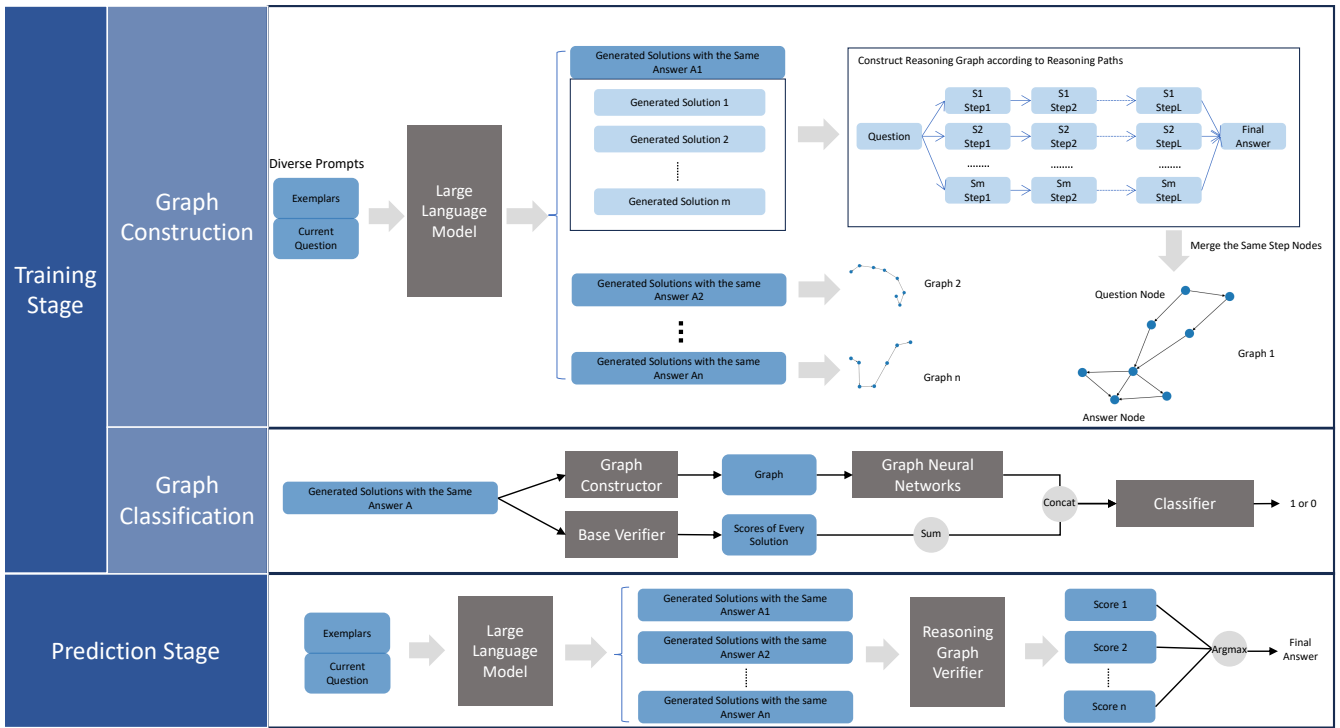 Training
Stage
Graph
Construction
Diverse Prompts
Exemplars
Current
Question
Large
Language
Model
Generated Solutions with the Same
Answer A1
Generated Solution 1
Generated Solution 2
......
Generated Solution m
Generated Solutions with the same
Answer A2
Generated Solutions with the same
Answer An
Construct Reasoning Graph according to Reasoning Paths
Question
S1
Step1
S1
Step2
S1
StepL
S2
Step1
S2
Step2
S2
StepL
........
........
........
Sm
Step1
Sm
Step2
Sm
StepL
Final
Answer
Merge the Same Step Nodes
Graph 2
Graph n
Question Node
Graph 1
Answer Node
Graph
Classification
Generated Solutions with the Same
Answer A
Graph
Constructor
Graph
Graph Neural
Networks
Base Verifier
Scores of Every
Solution
Sum
Concat
Classifier
1 or 0
Prediction Stage
Exemplars
Current
Question
Large
Language
Model
Generated Solutions with the Same
Answer A1
Generated Solutions with the same
Answer A2
......
Generated Solutions with the same
Answer An
Reasoning
Graph
Verifier
Score 1
Score 2
......
Score n
Argmax
Final
Answer